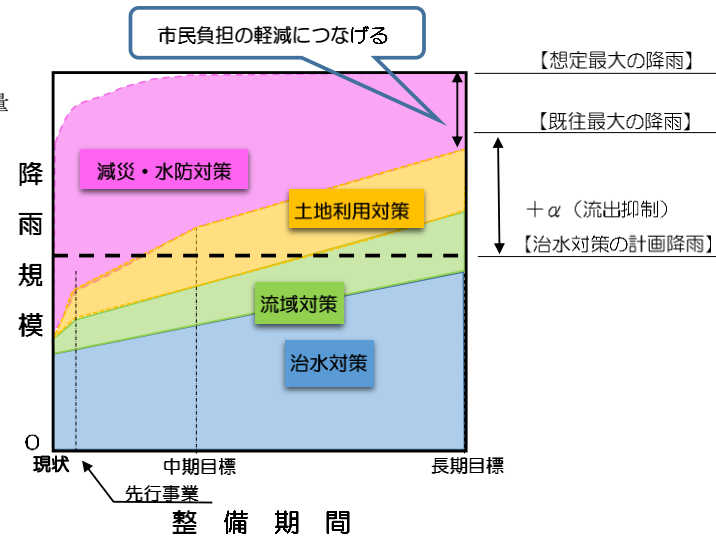 市民負担の軽減につなげる
【想定最大の降雨】
量
【既往最大の降雨】
減災・水防対策
土地利用対策
+α(流出抑制)
【治水対策の計画降雨】
流域対策
治水対策
降雨規模
0
現状
中期目標
長期目標
先行事業
整備期間